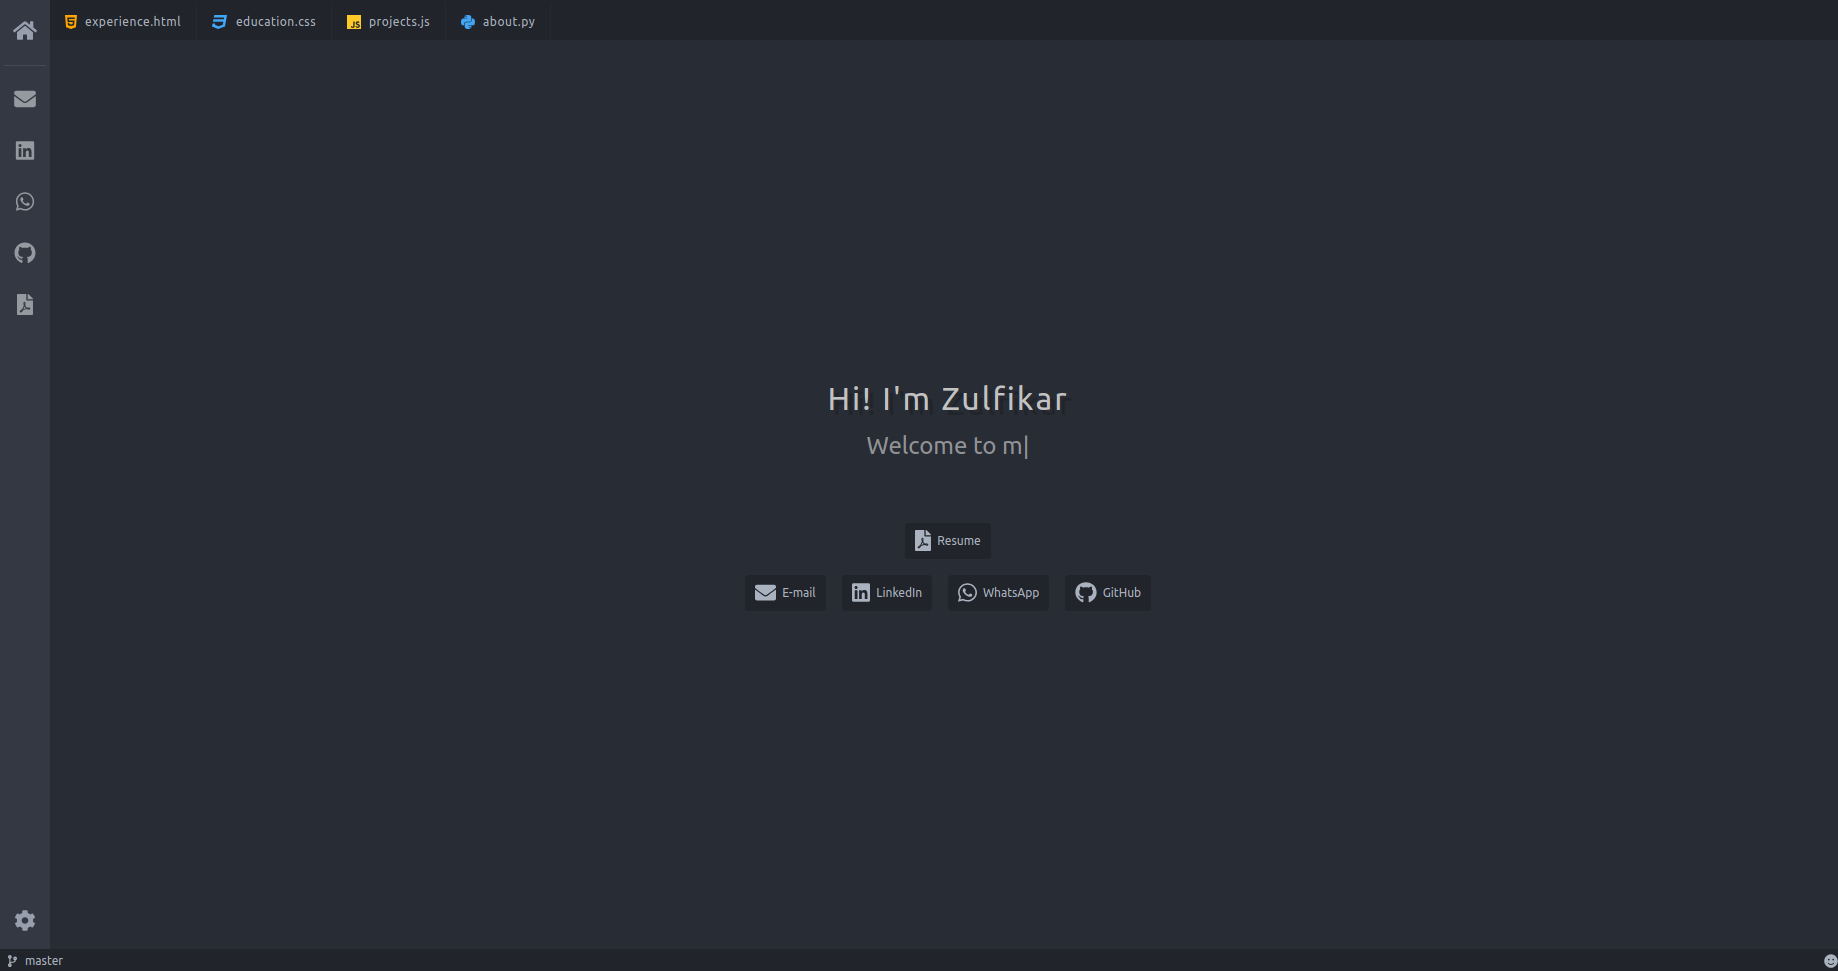 experience.html
education.css
projects.js
about.py
Hi! I'm Zulfikar
Welcome to m|
Resume
E-mail
LinkedIn
WhatsApp
GitHub
master